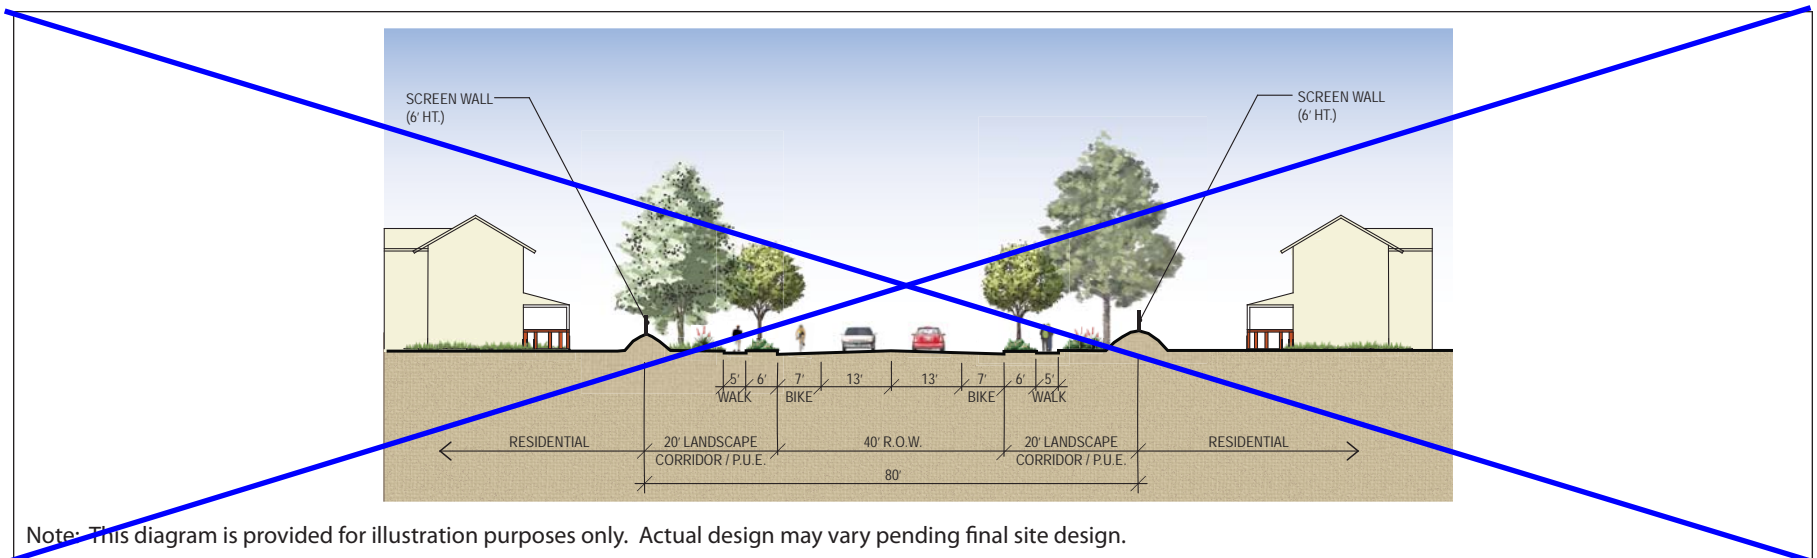 SCREEN WALL
(6' HT.)
SCREEN WALL
(6' HT.)
5' 6' 7' 13' 13' 7' 6' 5'
WALK BIKE BIKE WALK
RESIDENTIAL 20' LANDSCAPE 40' R.O.W. 20' LANDSCAPE RESIDENTIAL
CORRIDOR / P.U.E. CORRIDOR / P.U.E.
80'
Note: This diagram is provided for illustration purposes only. Actual design may vary pending final site design.